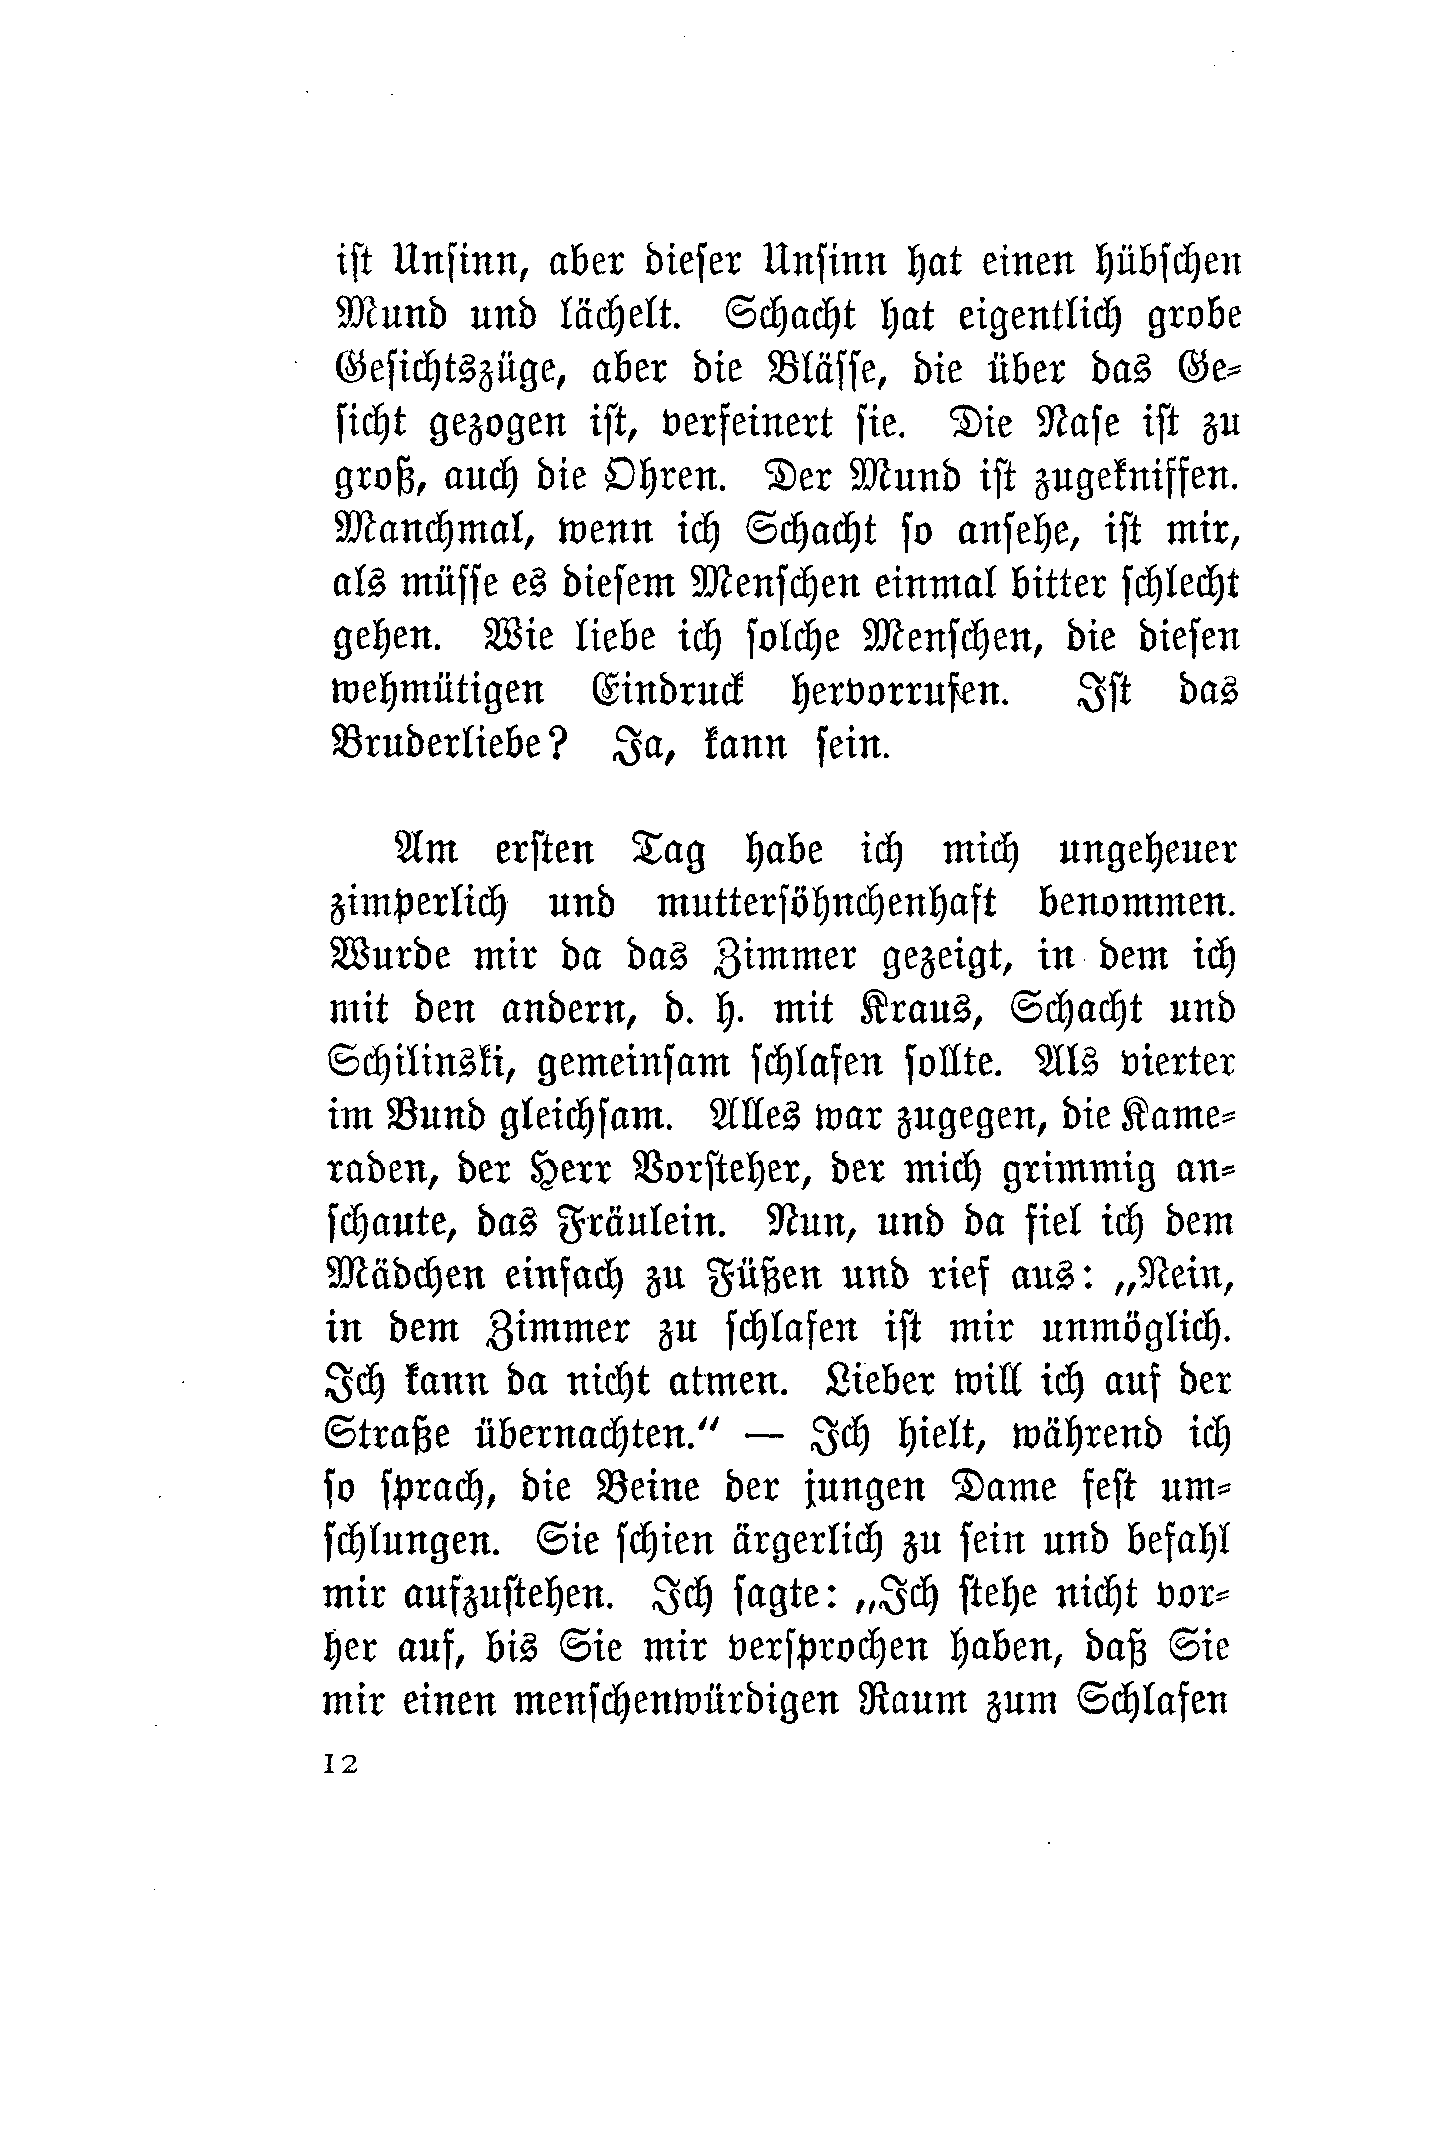 ist Unsinn, aber dieser Unsinn hat einen hübschen
Mund und lächelt. Schacht hat eigentlich grobe
Gesichtszüge, aber die Blässe, die über das Ge-
sicht gezogen ist, verfeinert sie. Die Nase ist zu
groß, auch die Ohren. Der Mund ist zugekniffen.
Manchmal, wenn ich Schacht so ansehe, ist mir,
als müsse es diesem Menschen einmal bitter schlecht
gehen. Wie liebe ich solche Menschen, die diesen
wehmütigen Eindruck hervorrufen. Ist das
Bruderliebe? Ja, kann sein.
Am ersten Tag habe ich mich ungeheuer
zimperlich und muttersöhnchenhaft benommen.
Wurde mir da das Zimmer gezeigt, in dem ich
mit den andern, d. h. mit Kraus, Schacht und
Schilinski, gemeinsam schlafen sollte. Als vierter
im Bund gleichsam. Alles war zugegen, die Kame-
raden, der Herr Vorsteher, der mich grimmig an-
schaute, das Fräulein. Nun, und da fiel ich dem
Mädchen einfach zu Füßen und rief aus: „Nein,
in dem Zimmer zu schlafen ist mir unmöglich.
Ich kann da nicht atmen. Lieber will ich auf der
Straße übernachten.“ — Ich hielt, während ich
so sprach, die Beine der jungen Dame fest um-
schlungen. Sie schien ärgerlich zu sein und befahl
mir aufzustehen. Ich sagte: „Ich stehe nicht vor-
her auf, bis Sie mir versprochen haben, daß Sie
mir einen menschenwürdigen Raum zum Schlafen
12